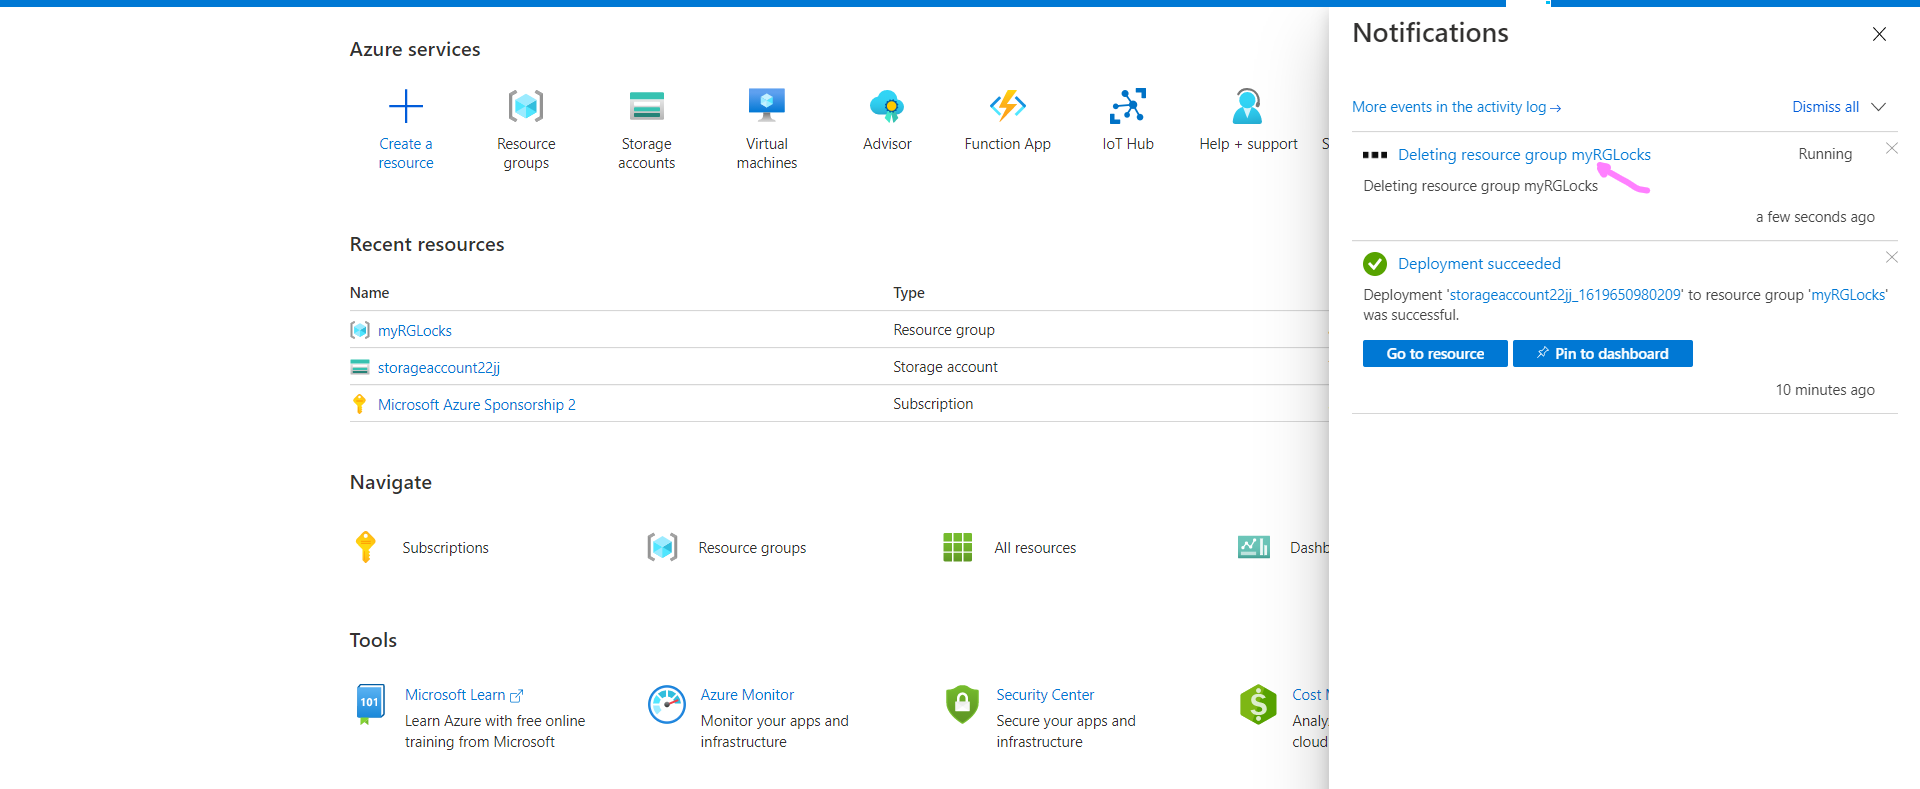 Azure services
Create a resource
Resource groups
Storage accounts
Virtual machines
Advisor
Function App
IoT Hub
Help + support
S
Recent resources
Name Type
myRGLocks Resource group
storageaccount22jj Storage account
Microsoft Azure Sponsorship 2 Subscription
Navigate
Subscriptions
Resource groups
All resources
Dashb
Tools
101
Microsoft Learn
Learn Azure with free online
training from Microsoft
Azure Monitor
Monitor your apps and
infrastructure
Security Center
Secure your apps and
infrastructure
$
Cost M
Analy
cloud
Notifications
More events in the activity log → Dismiss all
Deleting resource group myRGLocks Running
Deleting resource group myRGLocks
a few seconds ago
Deployment succeeded
Deployment 'storageaccount22jj_1619650980209' to resource group 'myRGLocks'
was successful.
Go to resource Pin to dashboard
10 minutes ago